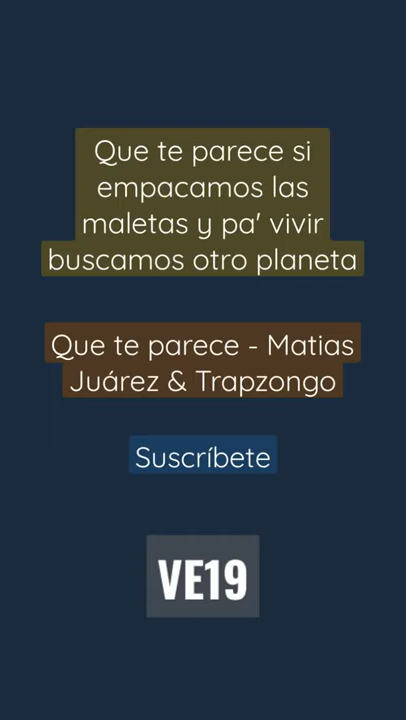 Que te parece si
empacamos las
maletas y pa' vivir
buscamos otro planeta
Que te parece - Matias
Juárez & Trapzongo
Suscríbete
VE19